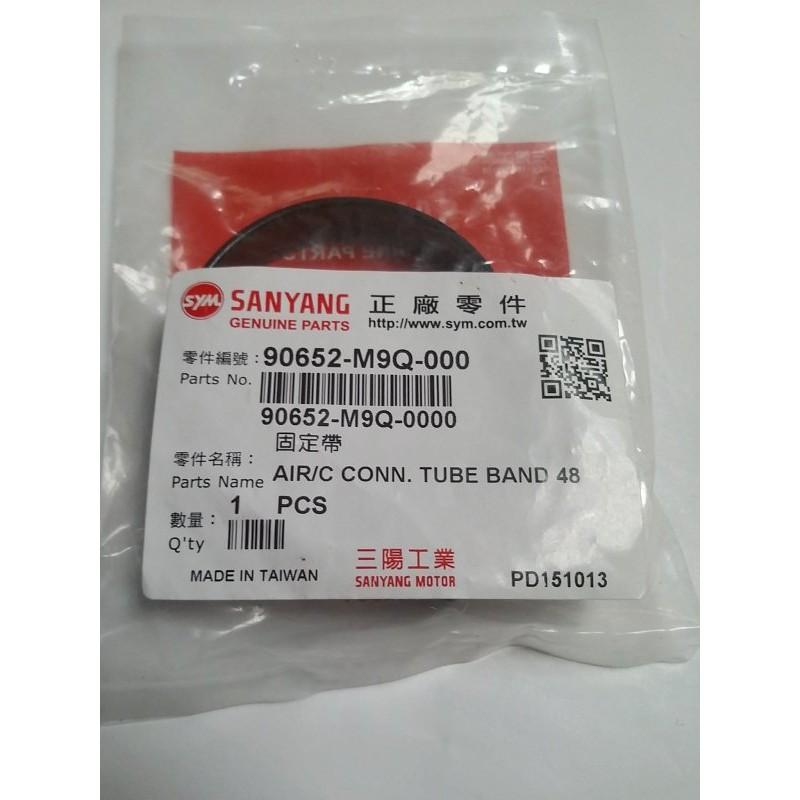 SYM SANYANG 正廠零件
GENUINE PARTS http://www.sym.com.tw
零件編號：90652-M9Q-000
Parts No.
90652-M9Q-0000
固定帶
零件名稱：
Parts Name AIR/C CONN. TUBE BAND 48
數量：1 PCS
Q'ty
三陽工業
MADE IN TAIWAN SANYANG MOTOR PD151013